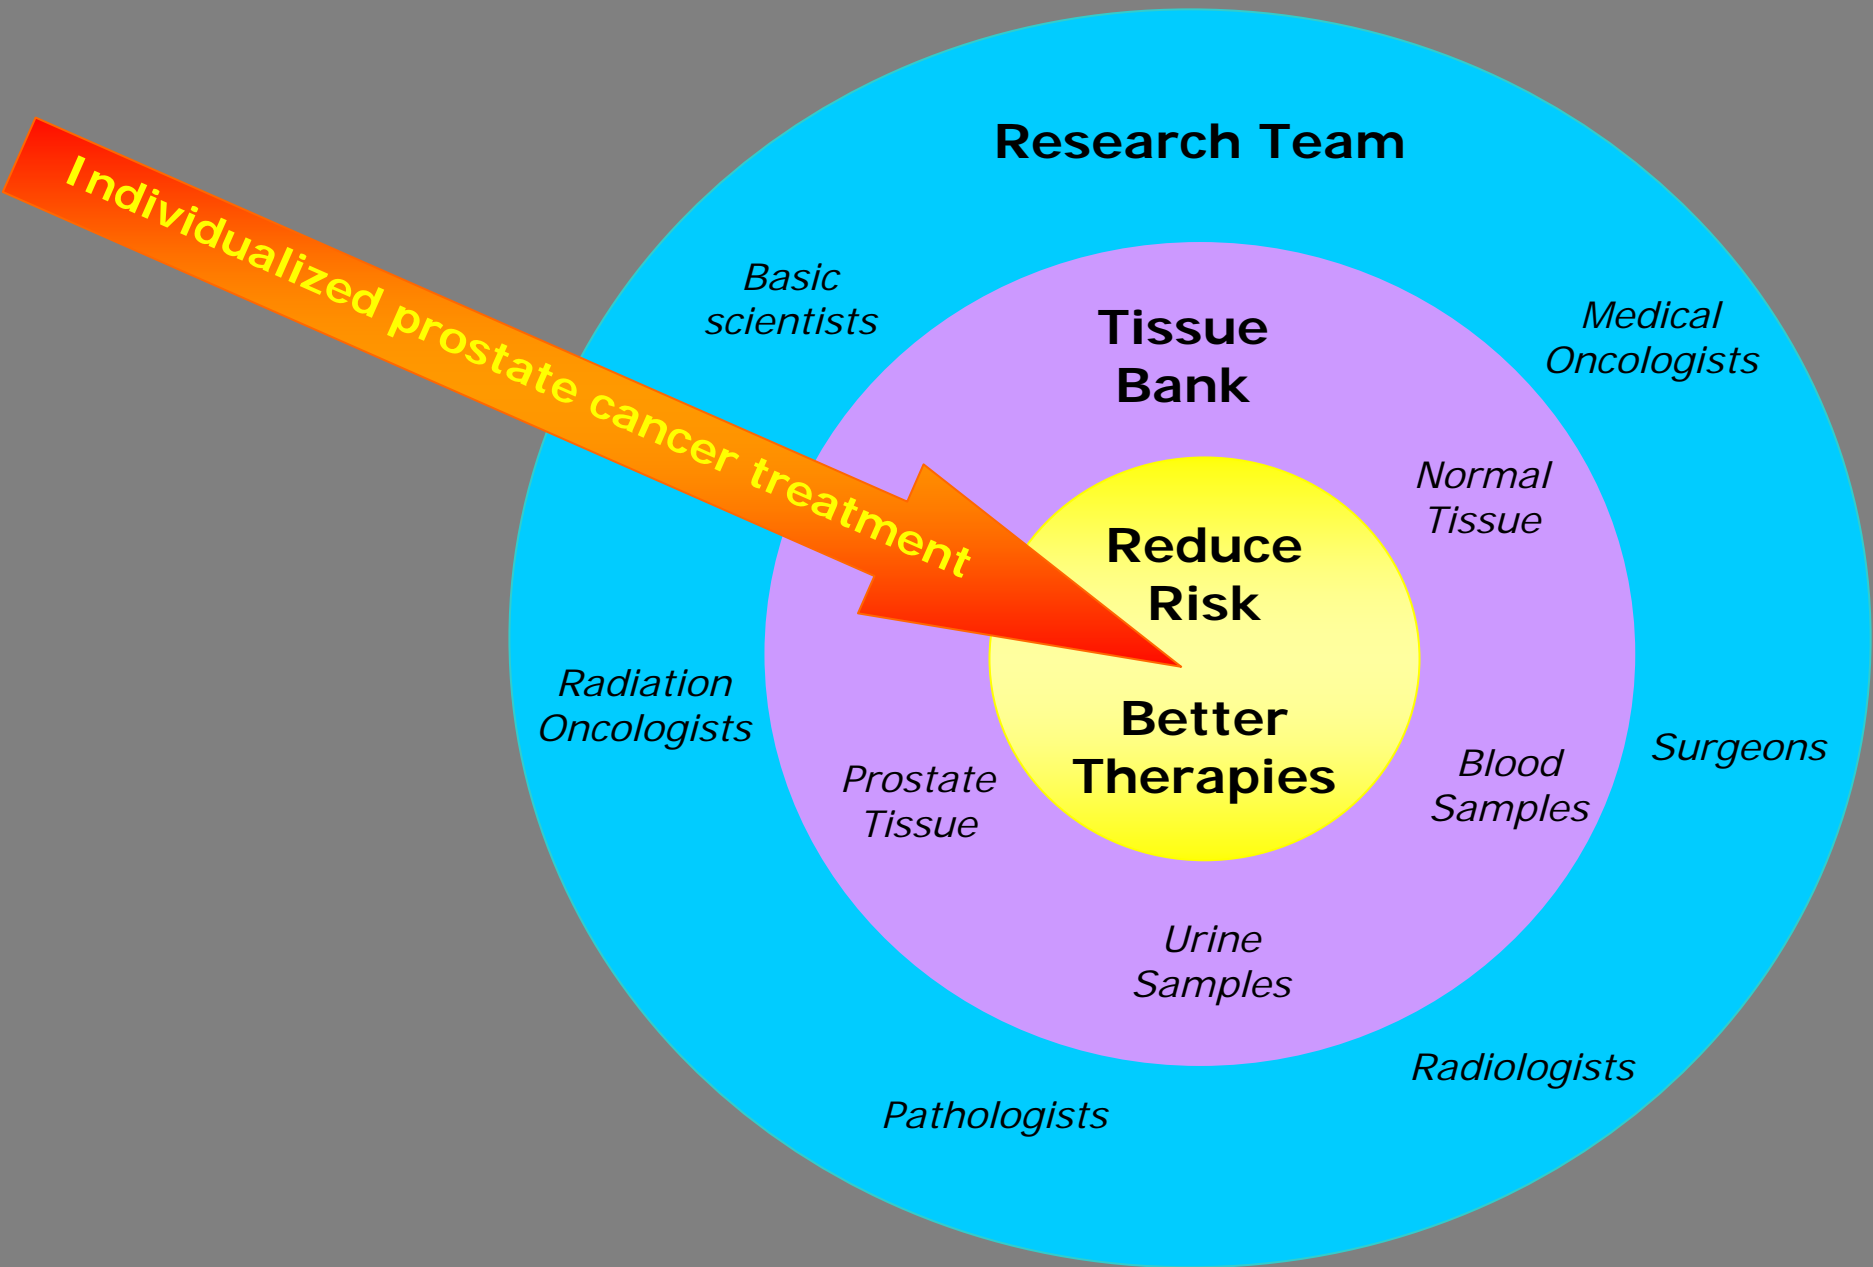 Individualized prostate cancer treatment
Research Team
Basic
scientists
Medical
Oncologists
Radiation
Oncologists
Surgeons
Pathologists
Radiologists
Tissue
Bank
Normal
Tissue
Prostate
Tissue
Blood
Samples
Urine
Samples
Reduce
Risk
Better
Therapies